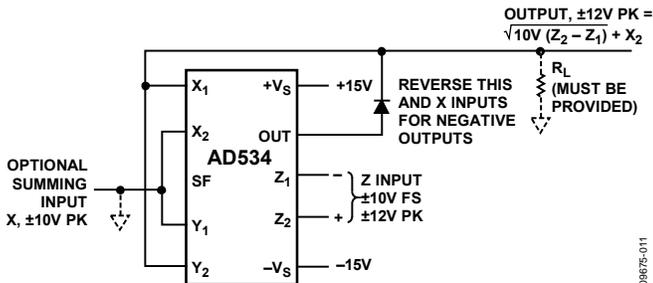 OUTPUT, ±12V PK =
√10V (Z2 – Z1) + X2
X1
+VS
+15V
REVERSE THIS
AND X INPUTS
FOR NEGATIVE
OUTPUTS
RL
(MUST BE
PROVIDED)
X2
OUT
AD534
OPTIONAL
SUMMING
INPUT
X, ±10V PK
SF
Z1
–
Z INPUT
±10V FS
±12V PK
Y1
Z2
+
Y2
–VS
–15V
09675-011